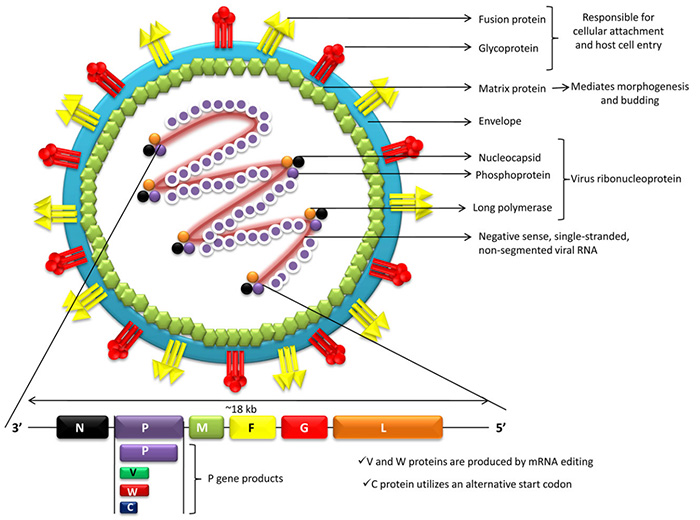 Fusion protein
Responsible for
cellular attachment
and host cell entry
Glycoprotein
Matrix protein
Mediates morphogenesis
and budding
Envelope
Nucleocapsid
Phosphoprotein
Virus ribonucleoprotein
Long polymerase
Negative sense, single-stranded,
non-segmented viral RNA
~18 kb
3’ N P M F G L 5’
P
V
W
C
P gene products
✓V and W proteins are produced by mRNA editing
✓C protein utilizes an alternative start codon